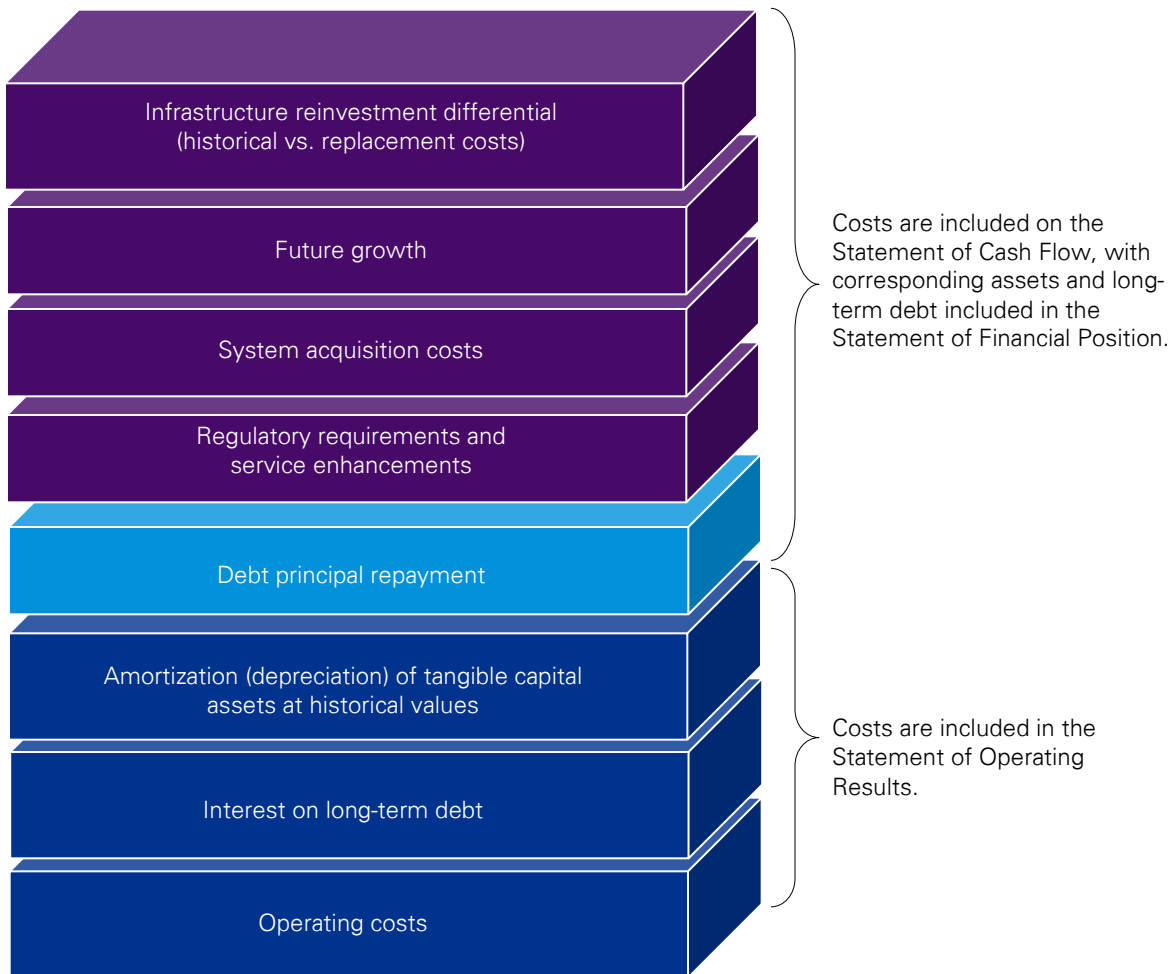 Infrastructure reinvestment differential
(historical vs. replacement costs)
Future growth
System acquisition costs
Regulatory requirements and
service enhancements
Debt principal repayment
Amortization (depreciation) of tangible capital
assets at historical values
Interest on long-term debt
Operating costs
Costs are included on the
Statement of Cash Flow, with
corresponding assets and long-
term debt included in the
Statement of Financial Position.
Costs are included in the
Statement of Operating
Results.